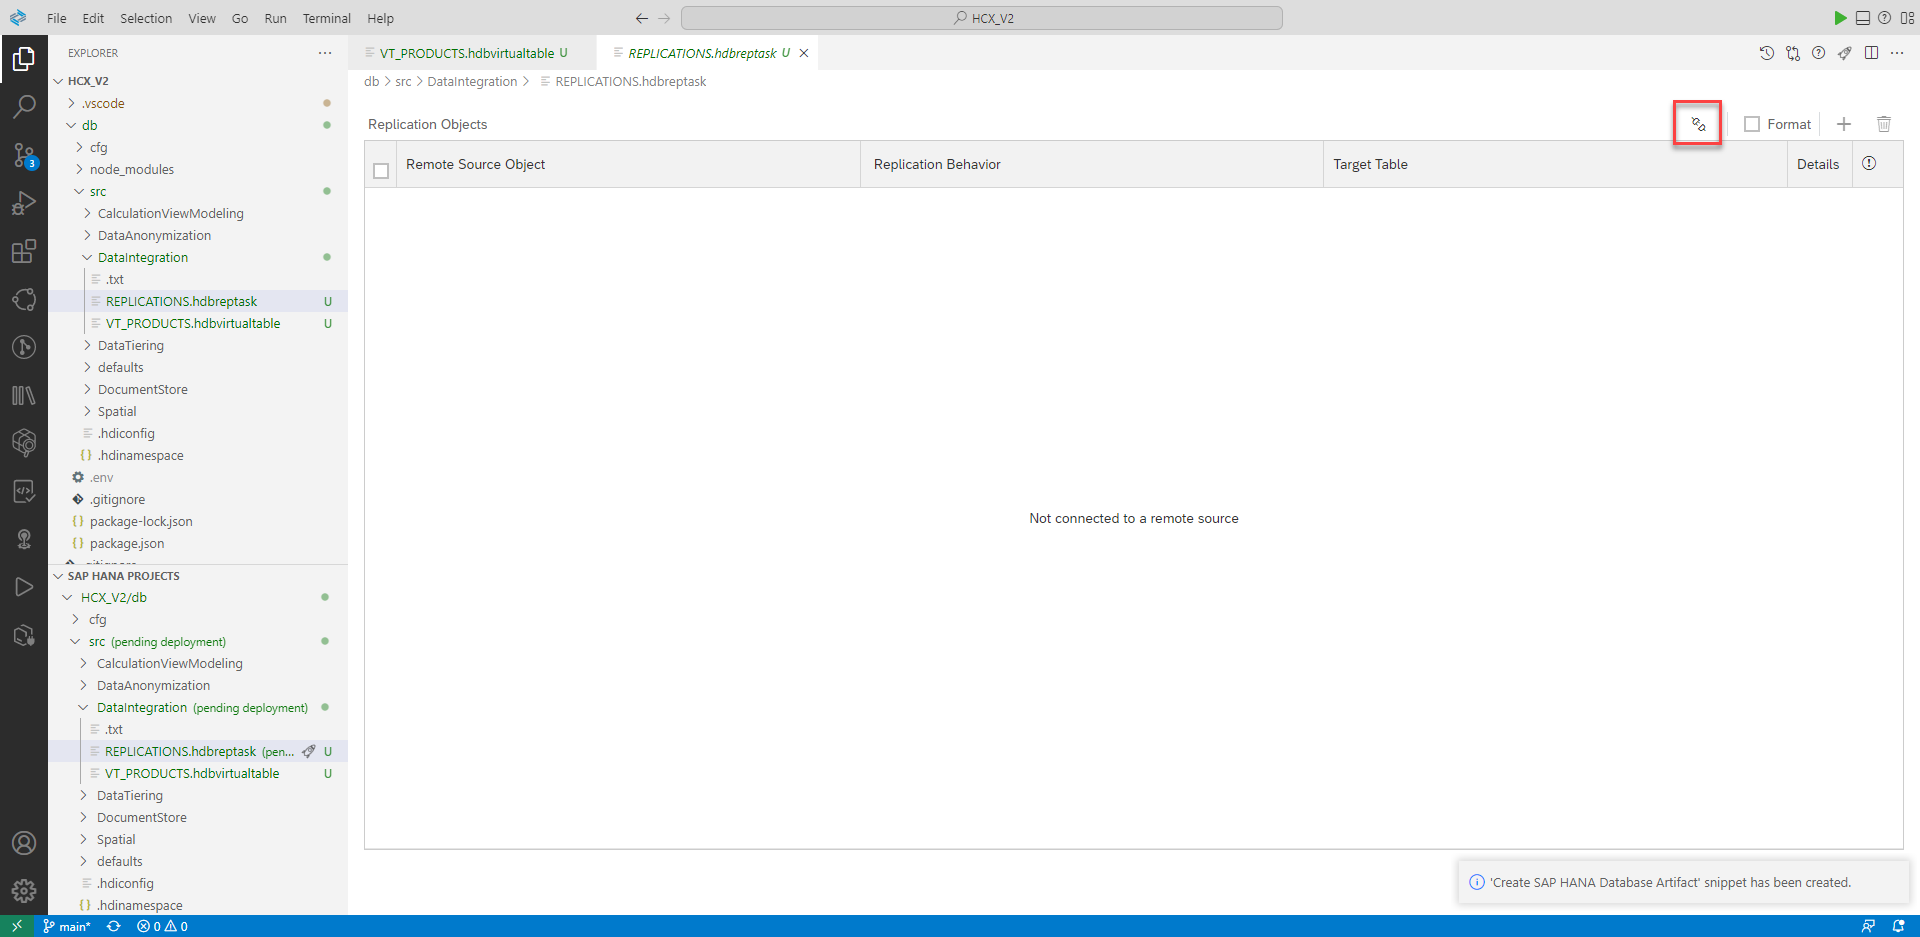 File Edit Selection View Go Run Terminal Help
HCX_V2
EXPLORER
HCX_V2
.vscode
db
cfg
node_modules
src
CalculationViewModeling
DataAnonymization
DataIntegration
.txt
REPLICATIONS.hdbreptask U
VT_PRODUCTS.hdbvirtualtable U
DataTiering
defaults
DocumentStore
Spatial
.hdiconfig
{} .hdinamespace
.env
.gitignore
{} package-lock.json
{} package.json
SAP HANA PROJECTS
HCX_V2/db
cfg
src (pending deployment)
CalculationViewModeling
DataAnonymization
DataIntegration (pending deployment)
.txt
REPLICATIONS.hdbreptask (pen... U
VT_PRODUCTS.hdbvirtualtable U
DataTiering
DocumentStore
Spatial
defaults
.hdiconfig
{} .hdinamespace
3
VT_PRODUCTS.hdbvirtualtable U
REPLICATIONS.hdbreptask U
db > src > DataIntegration > REPLICATIONS.hdbreptask
Replication Objects
Format
Remote Source Object Replication Behavior Target Table Details
Not connected to a remote source
'Create SAP HANA Database Artifact' snippet has been created.
main* 0 0